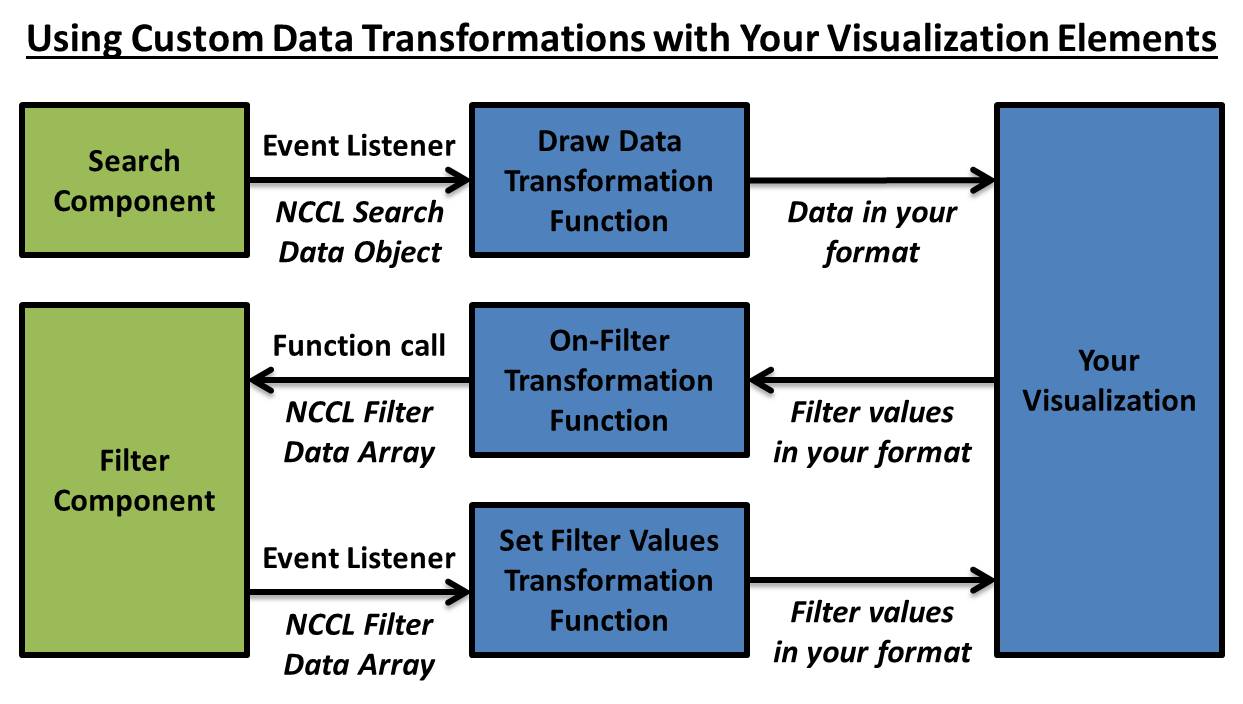 Using Custom Data Transformations with Your Visualization Elements
Search
Component
Event Listener
NCCL Search
Data Object
Draw Data
Transformation
Function
Data in your
format
Filter
Component
Function call
NCCL Filter
Data Array
On-Filter
Transformation
Function
Filter values
in your format
Your
Visualization
Event Listener
NCCL Filter
Data Array
Set Filter Values
Transformation
Function
Filter values
in your format